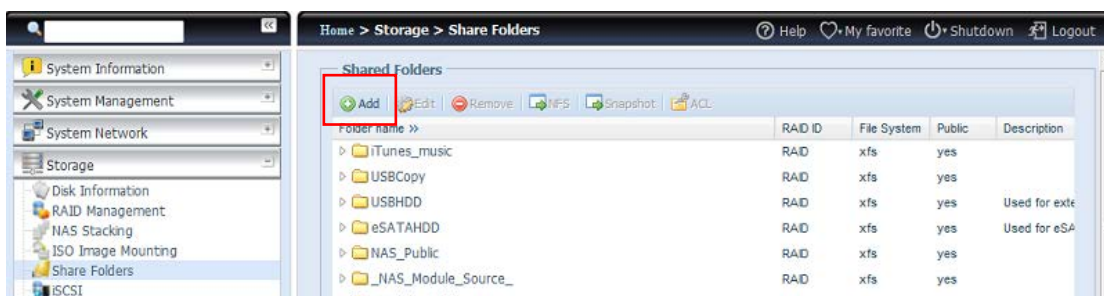 Home > Storage > Share Folders
Help My favorite Shutdown Logout
System Information
System Management
System Network
Storage
Disk Information
RAID Management
NAS Stacking
ISO Image Mounting
Share Folders
iSCSI
Shared Folders
Add Edit Remove NFS Snapshot ACL
Folder name >> RAID ID File System Public Description
iTunes_music RAID xfs yes
USBCopy RAID xfs yes
USBHDD RAID xfs yes Used for exte
eSATAHDD RAID xfs yes Used for eSA
NAS_Public RAID xfs yes
_NAS_Module_Source_ RAID xfs yes